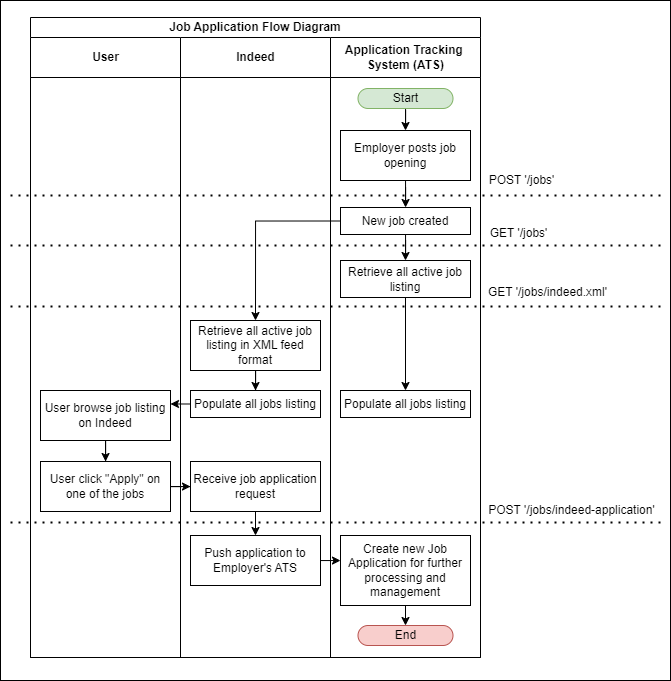 Job Application Flow Diagram
User
Indeed
Application Tracking
System (ATS)
Start
Employer posts job
opening
POST '/jobs'
New job created
GET '/jobs'
Retrieve all active job
listing
GET '/jobs/indeed.xml'
Retrieve all active job
listing in XML feed
format
User browse job listing
on Indeed
Populate all jobs listing
Populate all jobs listing
User click "Apply" on
one of the jobs
Receive job application
request
POST '/jobs/indeed-application'
Push application to
Employer's ATS
Create new Job
Application for further
processing and
management
End